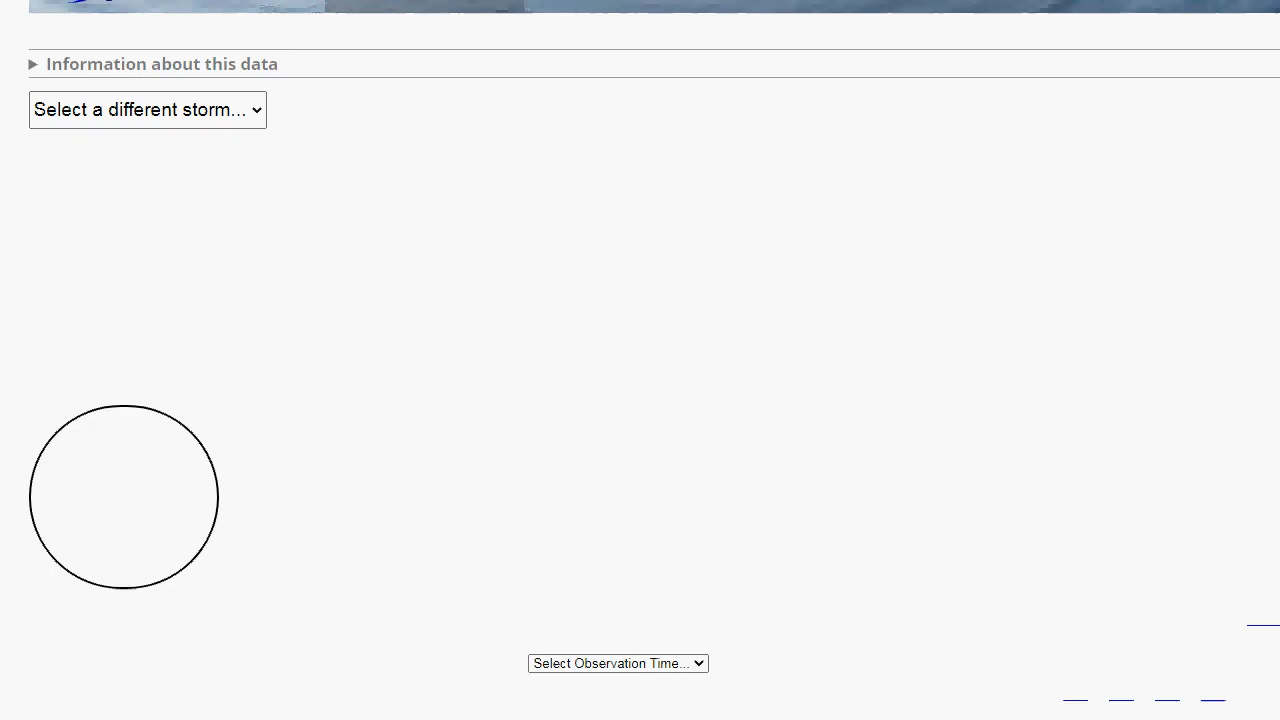 Information about this data
Select a different storm...
Select Observation Time...